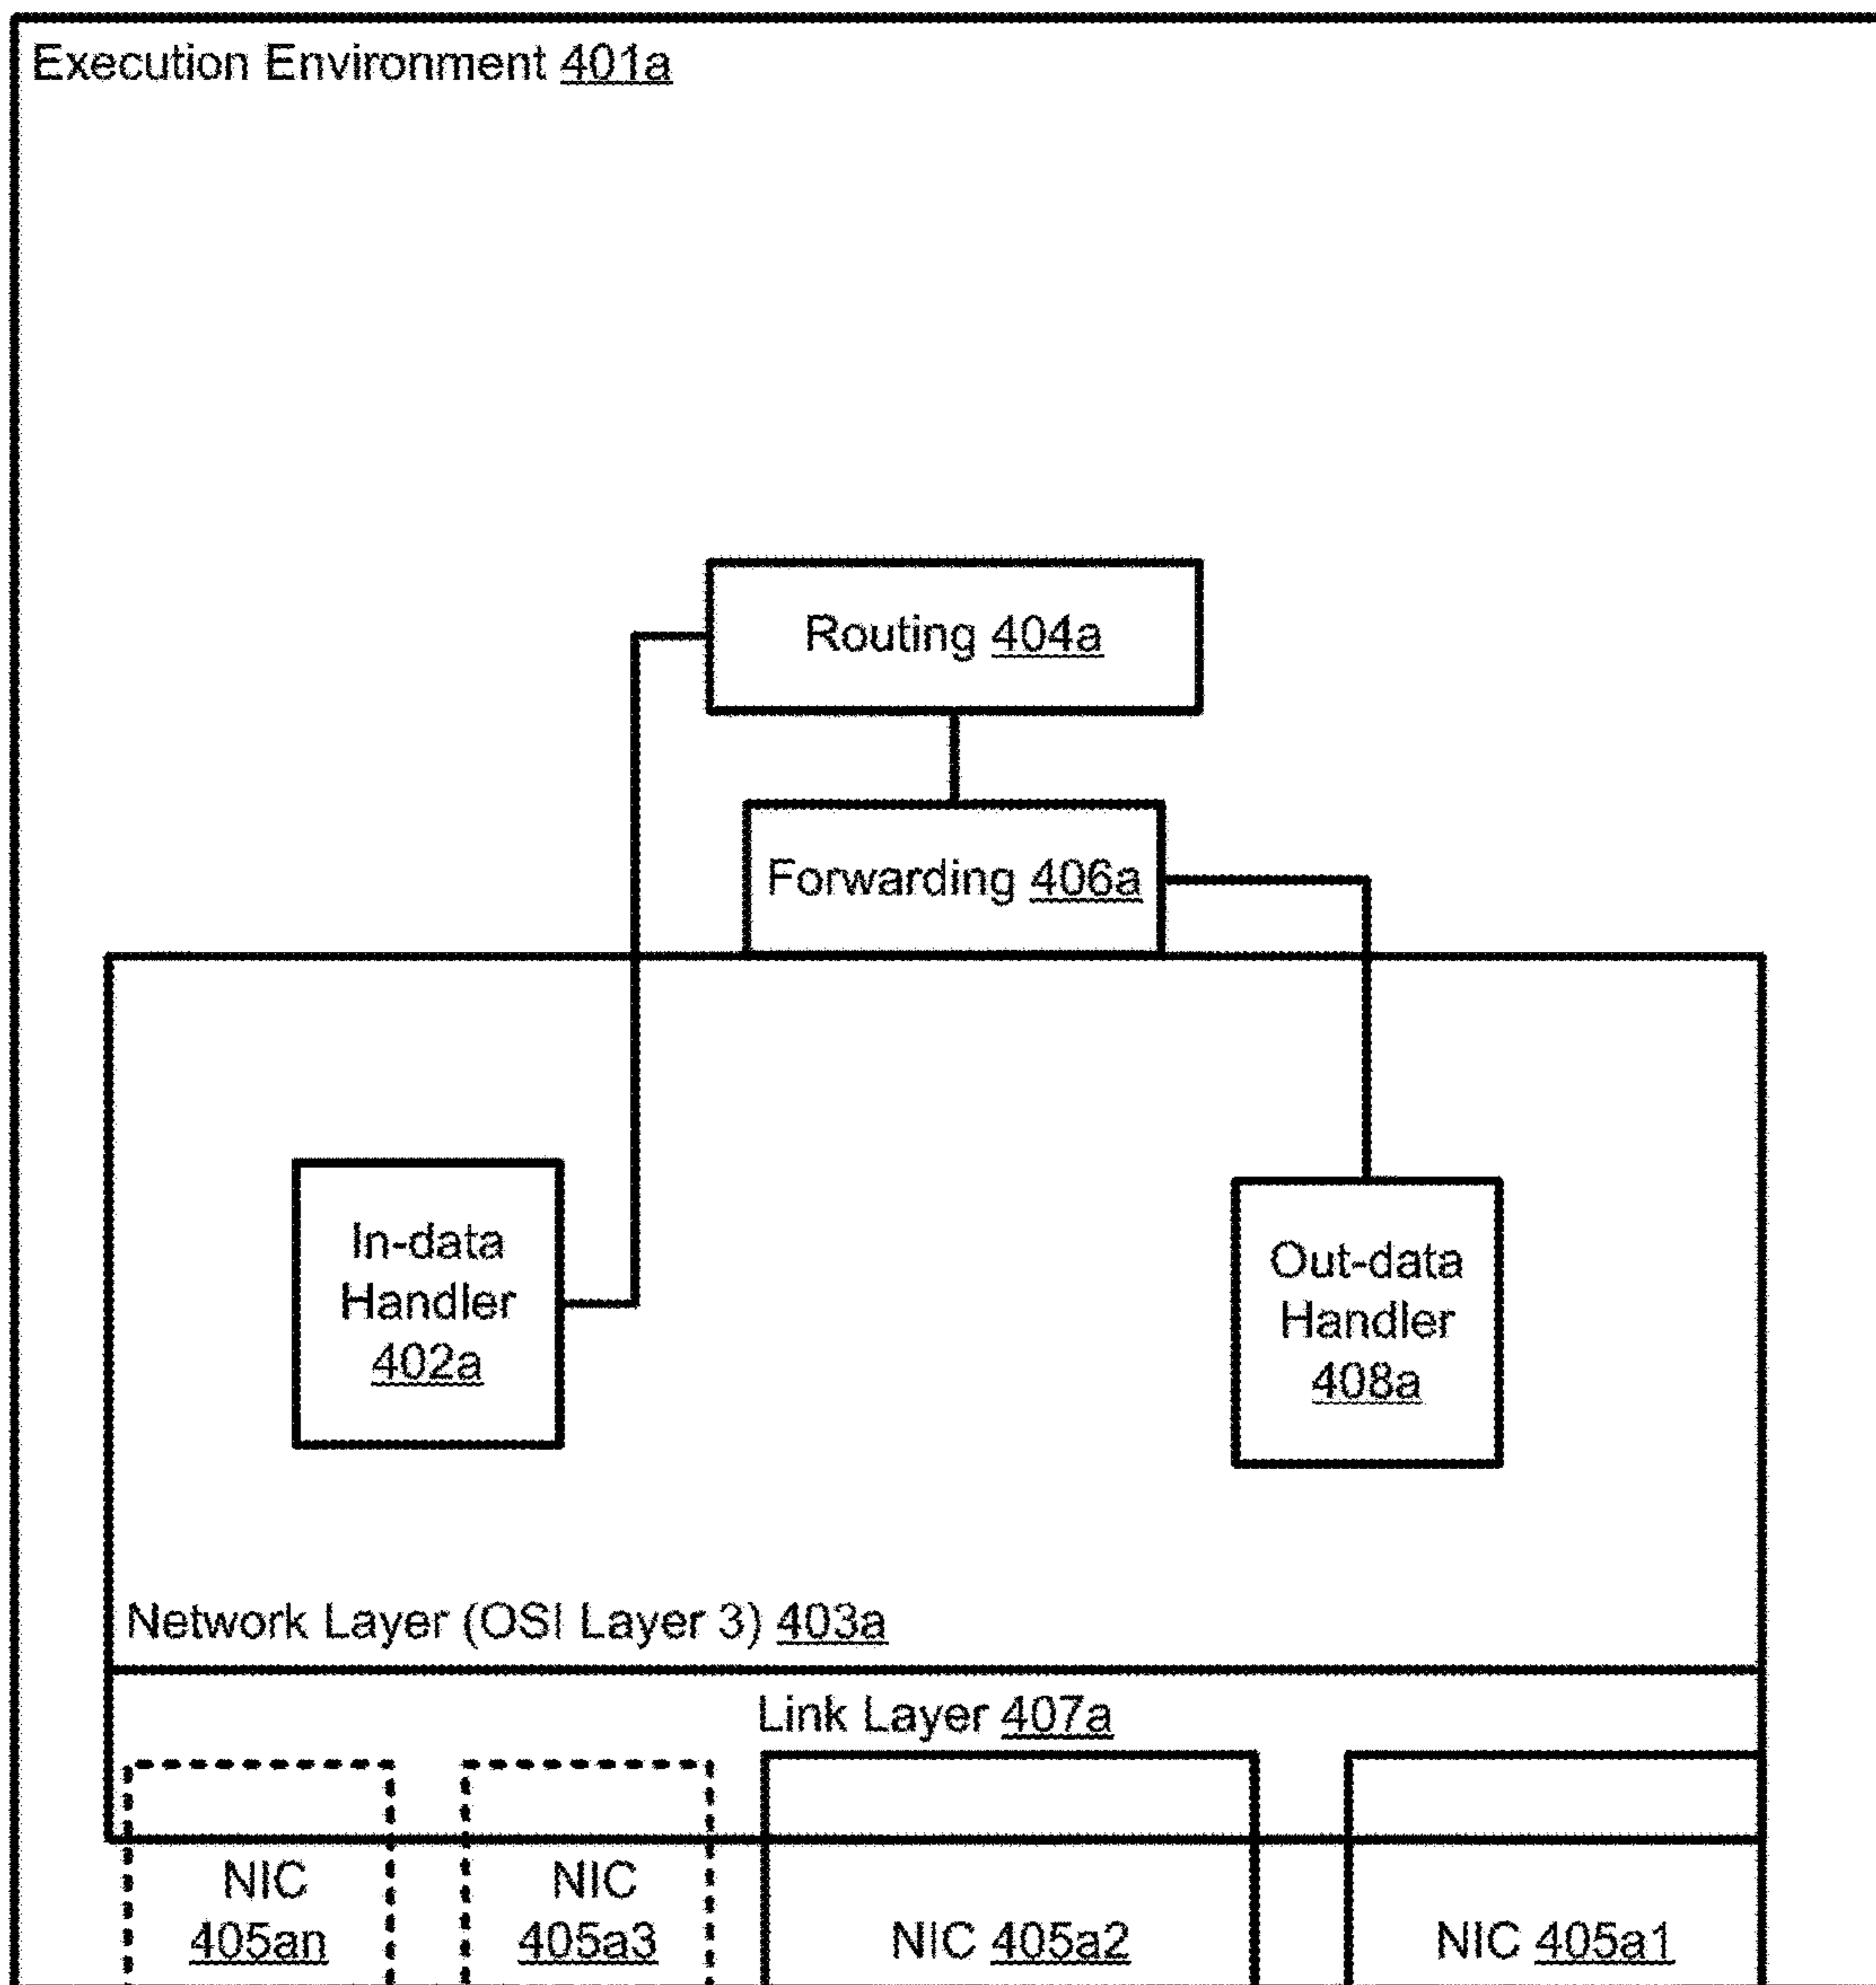 Execution Environment 401a
Routing 404a
Forwarding 406a
In-data
Handler
402a
Out-data
Handler
408a
Network Layer (OSI Layer 3) 403a
Link Layer 407a
NIC
405an
NIC
405a3
NIC 405a2
NIC 405a1